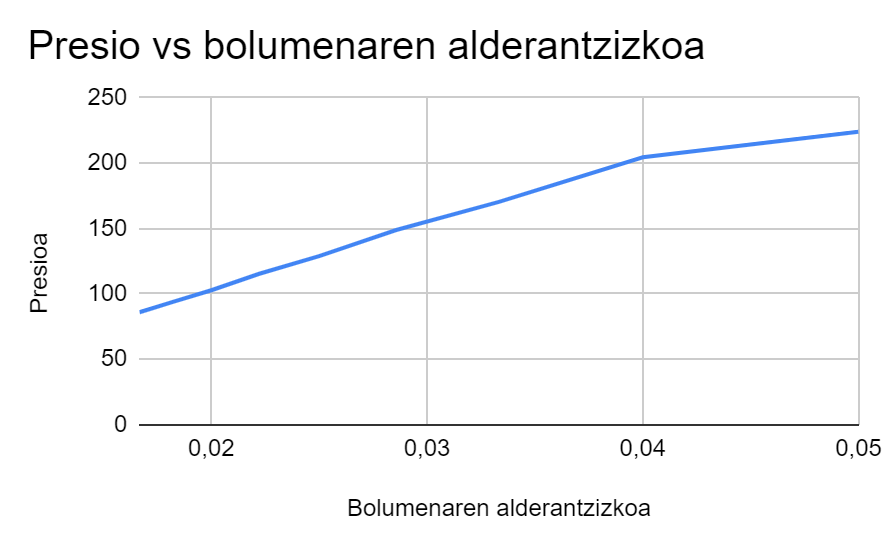 Presio vs bolumenaren alderantzizkoa
250
200
150
100
50
0
Presioa
0,02 0,03 0,04 0,05
Bolumenaren alderantzizkoa